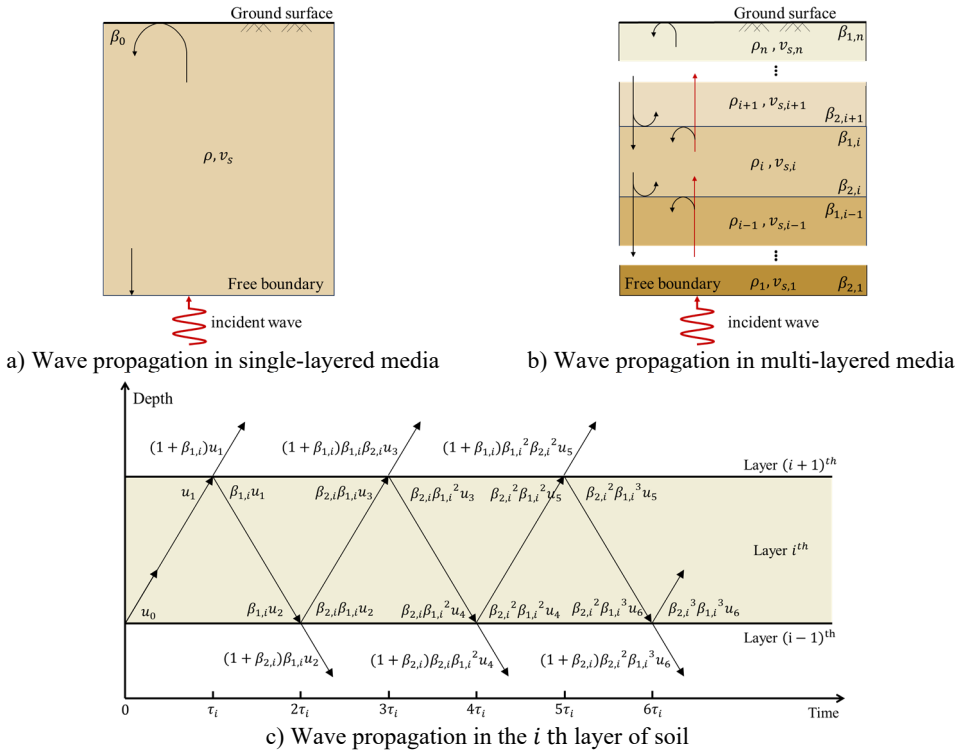 Ground surface
β₀
ρ, vₛ
Free boundary
incident wave
a) Wave propagation in single-layered media
Ground surface
β₁,ₙ
ρₙ , vₛ,ₙ
⋮
ρᵢ₊₁ , vₛ,ᵢ₊₁
β₂,ᵢ₊₁
β₁,ᵢ
ρᵢ , vₛ,ᵢ
β₂,ᵢ
β₁,ᵢ₋₁
ρᵢ₋₁ , vₛ,ᵢ₋₁
⋮
Free boundary ρ₁, vₛ,₁ β₂,₁
incident wave
b) Wave propagation in multi-layered media
Depth
(1 + β₁,ᵢ)u₁ (1 + β₁,ᵢ)β₁,ᵢβ₂,ᵢu₃ (1 + β₁,ᵢ)β₁,ᵢ²β₂,ᵢ²u₅
Layer (i + 1)ᵗʰ
u₁ β₁,ᵢu₁ β₂,ᵢβ₁,ᵢu₃ β₂,ᵢβ₁,ᵢ²u₃ β₂,ᵢ²β₁,ᵢ²u₅ β₂,ᵢ²β₁,ᵢ³u₅
Layer iᵗʰ
u₀ β₁,ᵢu₂ β₂,ᵢβ₁,ᵢu₂ β₂,ᵢβ₁,ᵢ²u₄ β₂,ᵢ²β₁,ᵢ²u₄ β₂,ᵢ²β₁,ᵢ³u₆ β₂,ᵢ³β₁,ᵢ³u₆
Layer (i − 1)ᵗʰ
(1 + β₂,ᵢ)β₁,ᵢu₂ (1 + β₂,ᵢ)β₂,ᵢβ₁,ᵢ²u₄ (1 + β₂,ᵢ)β₂,ᵢ²β₁,ᵢ³u₆
0 τᵢ 2τᵢ 3τᵢ 4τᵢ 5τᵢ 6τᵢ Time
c) Wave propagation in the i th layer of soil